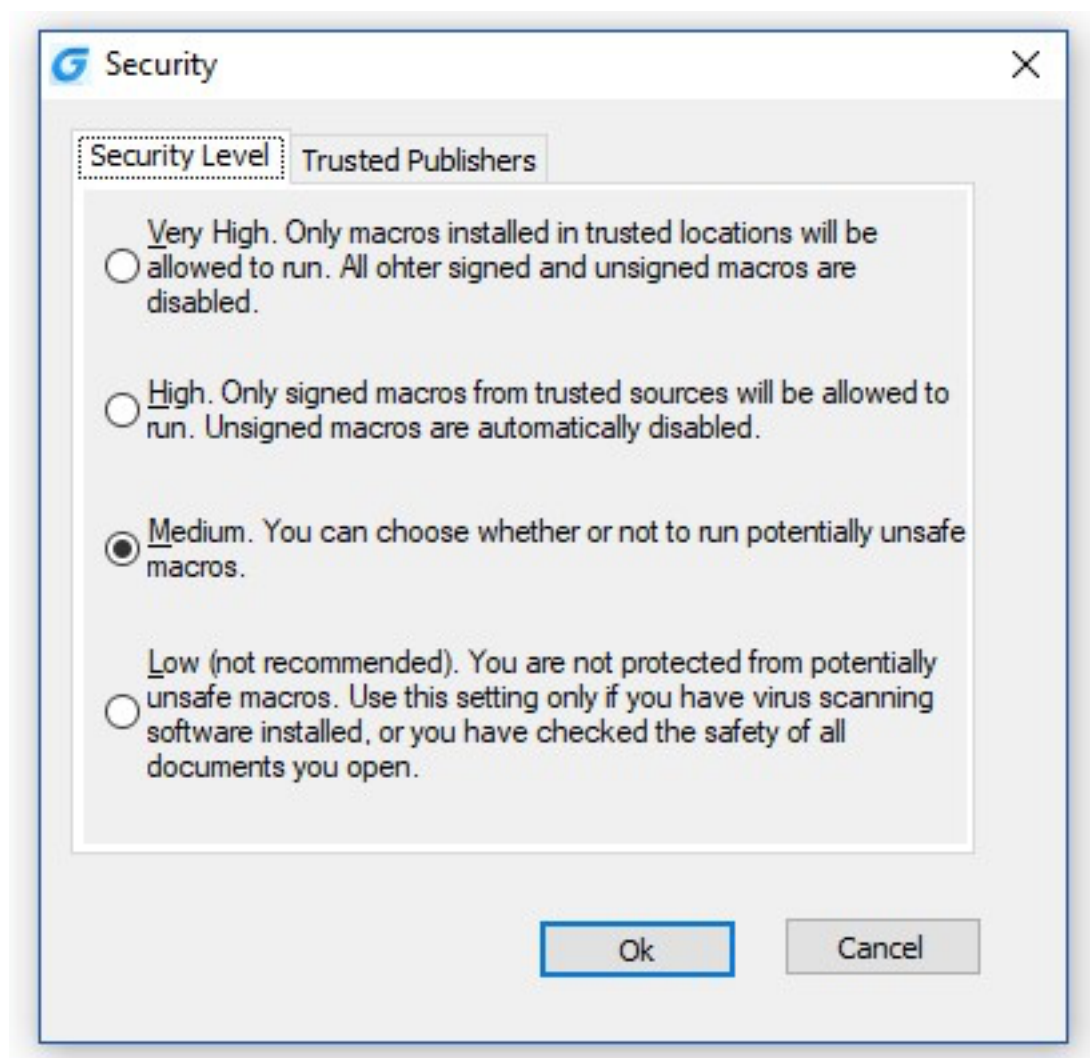 Security
Security Level
Trusted Publishers
Very High. Only macros installed in trusted locations will be
allowed to run. All ohter signed and unsigned macros are
disabled.
High. Only signed macros from trusted sources will be allowed to
run. Unsigned macros are automatically disabled.
Medium. You can choose whether or not to run potentially unsafe
macros.
Low (not recommended). You are not protected from potentially
unsafe macros. Use this setting only if you have virus scanning
software installed, or you have checked the safety of all
documents you open.
Ok
Cancel